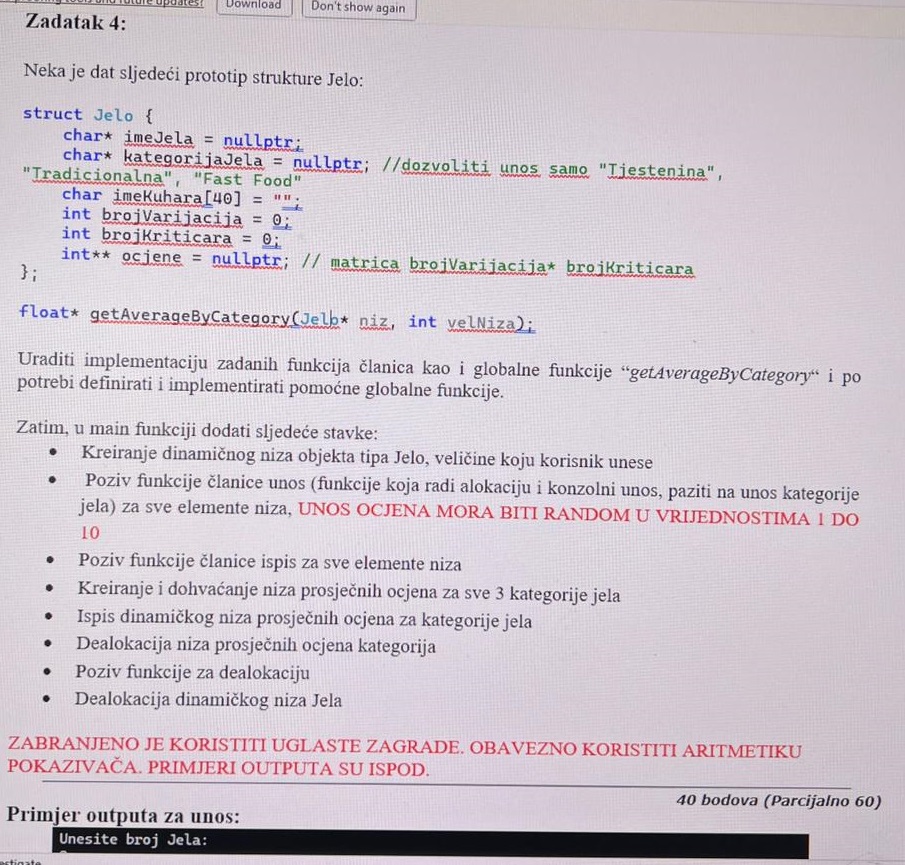 Download
Don't show again
Zadatak 4:
Neka je dat sljedeći prototip strukture Jelo:
struct Jelo {
char* imeJela = nullptr;
char* kategorijaJela = nullptr; //dozvoliti unos samo "Tjestenina",
"Tradicionalna", "Fast Food"
char imeKuhara[40] = "";
int brojVarijacija = 0;
int brojKriticara = 0;
int** ocjene = nullptr; // matrica brojVarijacija* brojKriticara
};
float* getAverageByCategory(Jelo* niz, int velNiza);
Uraditi implementaciju zadanih funkcija članica kao i globalne funkcije “getAverageByCategory“ i po
potrebi definirati i implementirati pomoćne globalne funkcije.
Zatim, u main funkciji dodati sljedeće stavke:
• Kreiranje dinamičnog niza objekta tipa Jelo, veličine koju korisnik unese
• Poziv funkcije članice unos (funkcije koja radi alokaciju i konzolni unos, paziti na unos kategorije
jela) za sve elemente niza, UNOS OCJENA MORA BITI RANDOM U VRIJEDNOSTIMA 1 DO
10
• Poziv funkcije članice ispis za sve elemente niza
• Kreiranje i dohvaćanje niza prosječnih ocjena za sve 3 kategorije jela
• Ispis dinamičkog niza prosječnih ocjena za kategorije jela
• Dealokacija niza prosječnih ocjena kategorija
• Poziv funkcije za dealokaciju
• Dealokacija dinamičkog niza Jela
ZABRANJENO JE KORISTITI UGLASTE ZAGRADE. OBAVEZNO KORISTITI ARITMETIKU
POKAZIVAČA. PRIMJERI OUTPUTA SU ISPOD.
40 bodova (Parcijalno 60)
Primjer outputa za unos:
Unesite broj Jela: